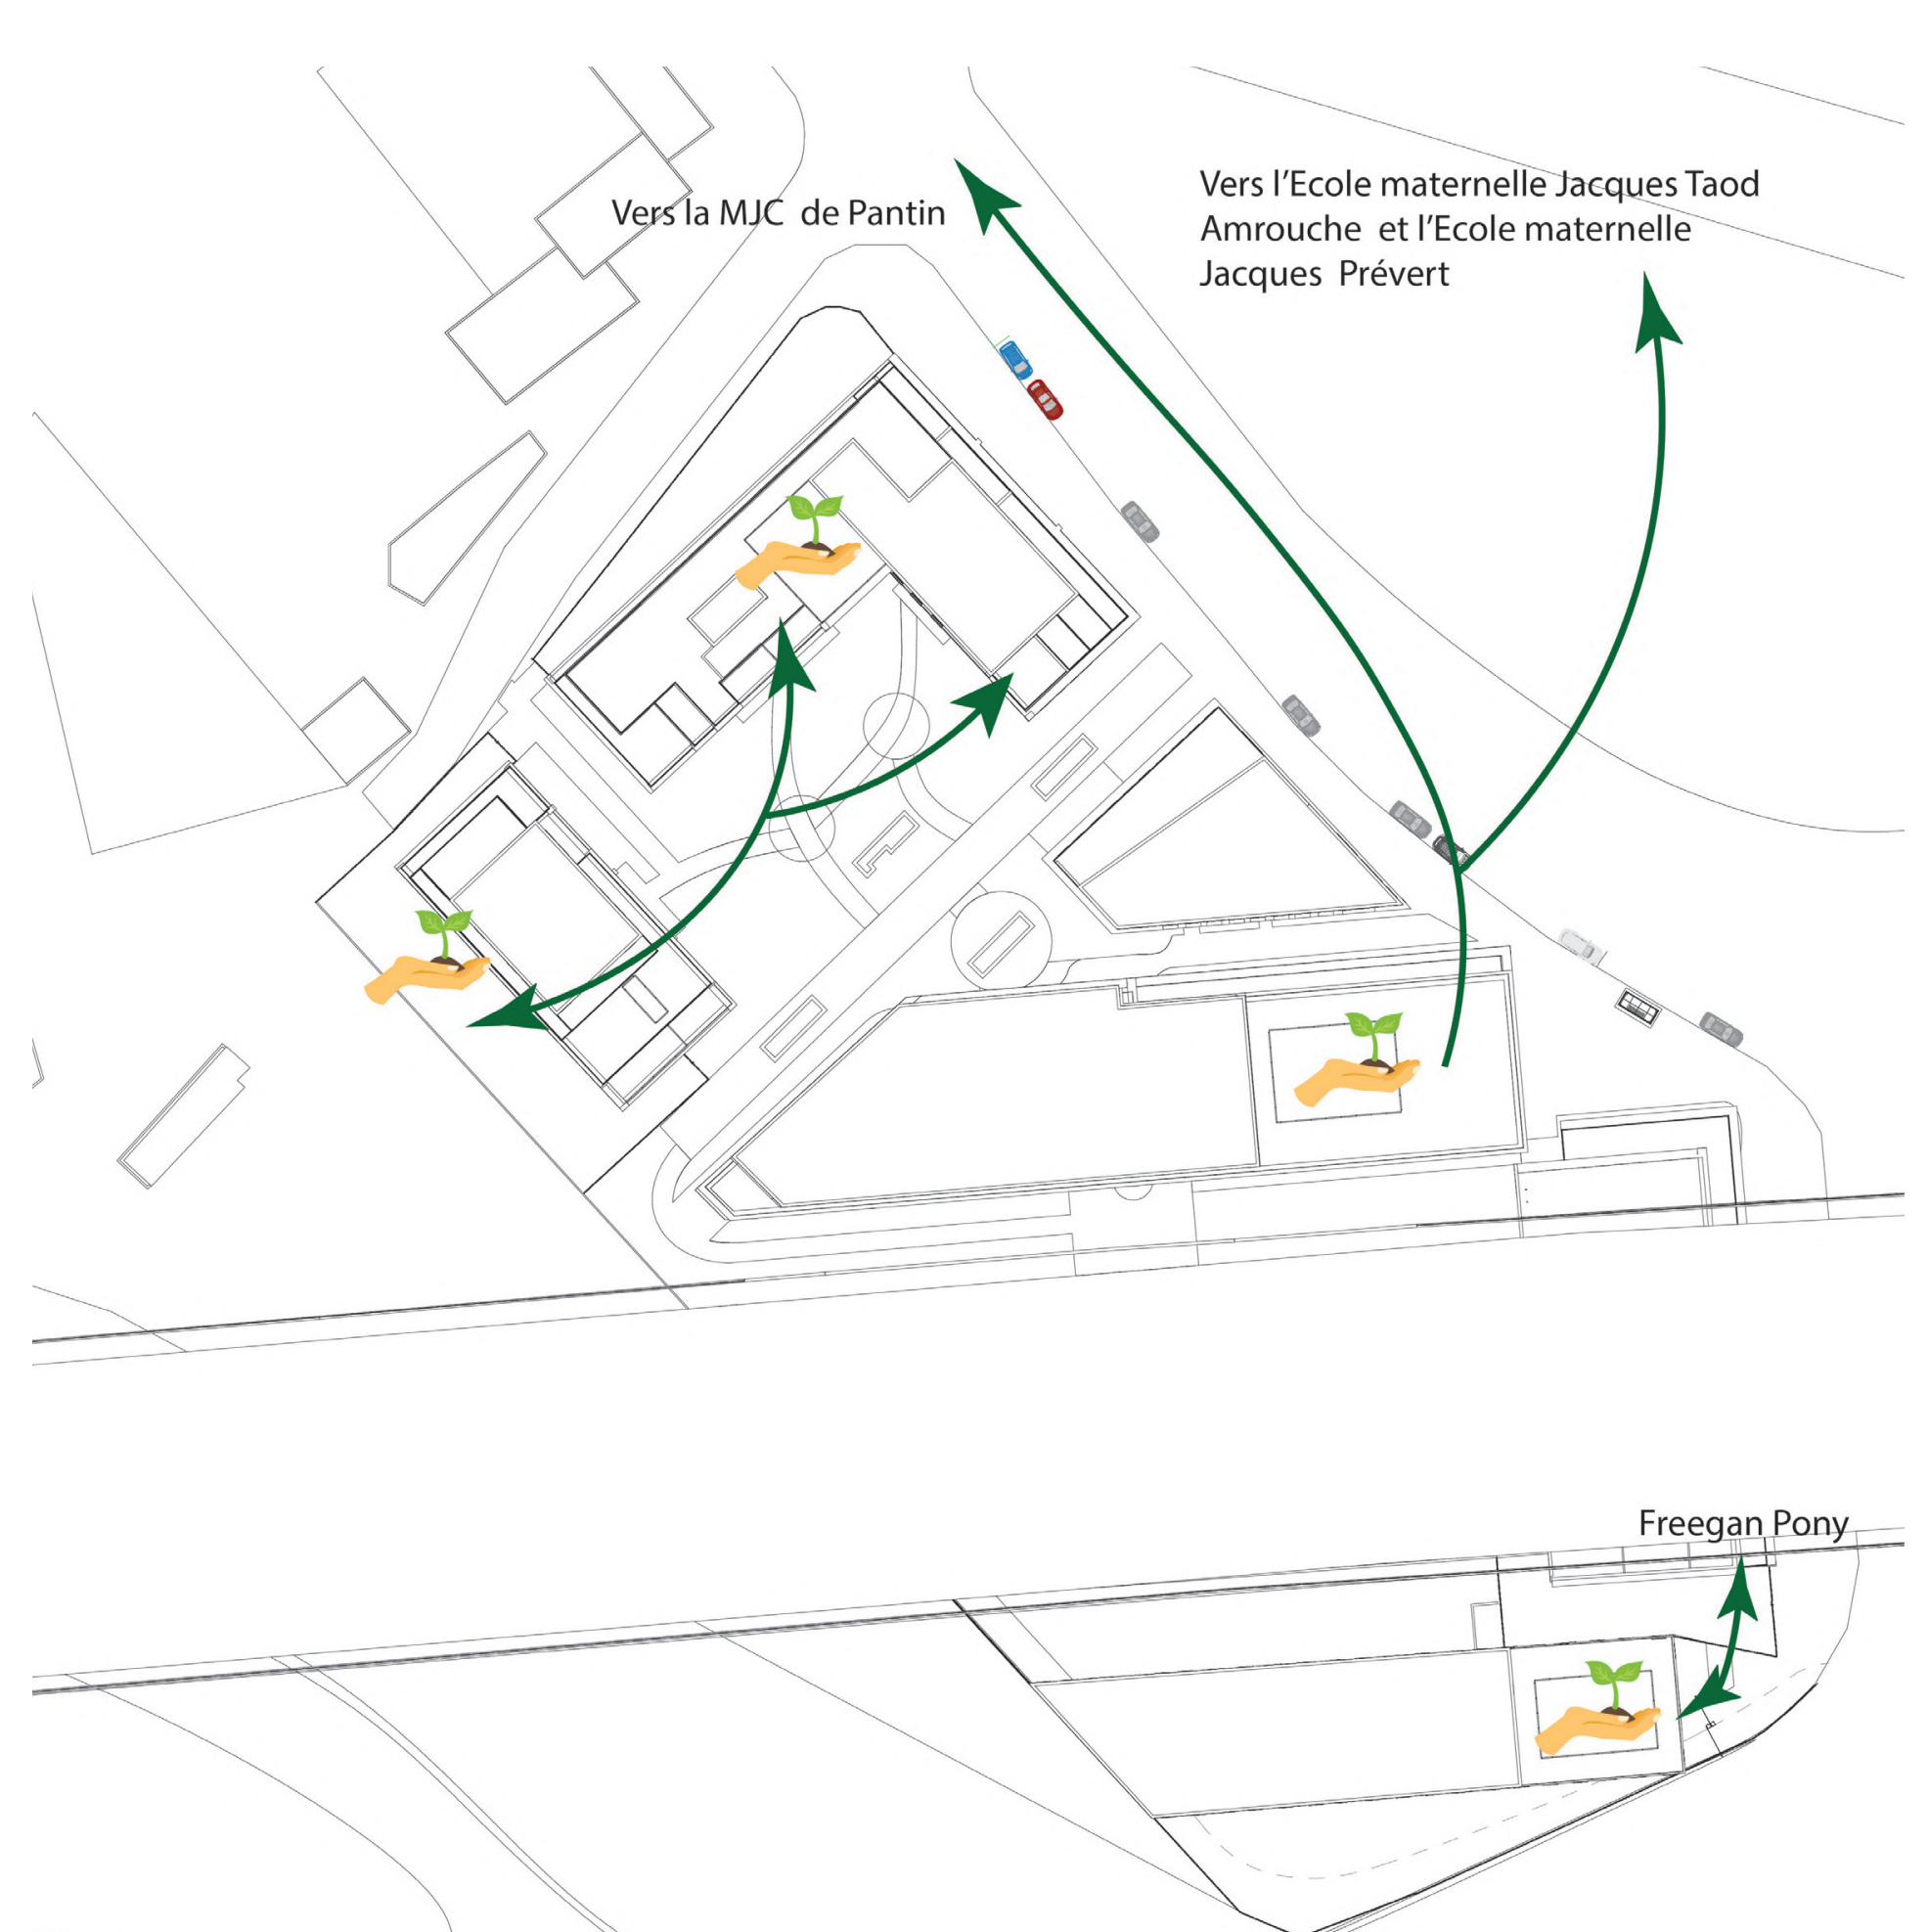 Vers la MJC de Pantin
Vers l'Ecole maternelle Jacques Taod
Amrouche et l'Ecole maternelle
Jacques Prévert
Freegan Pony